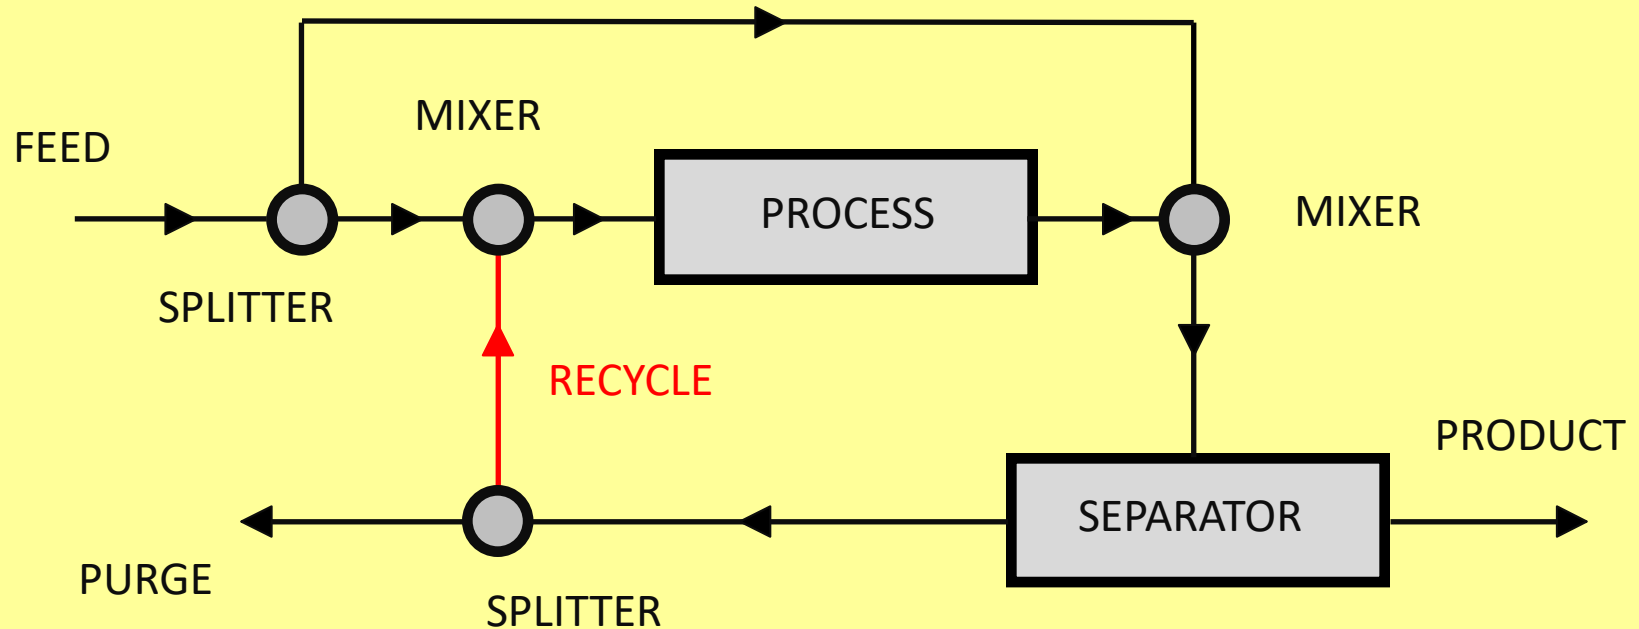 MIXER
FEED
PROCESS
MIXER
SPLITTER
RECYCLE
PRODUCT
SEPARATOR
PURGE
SPLITTER